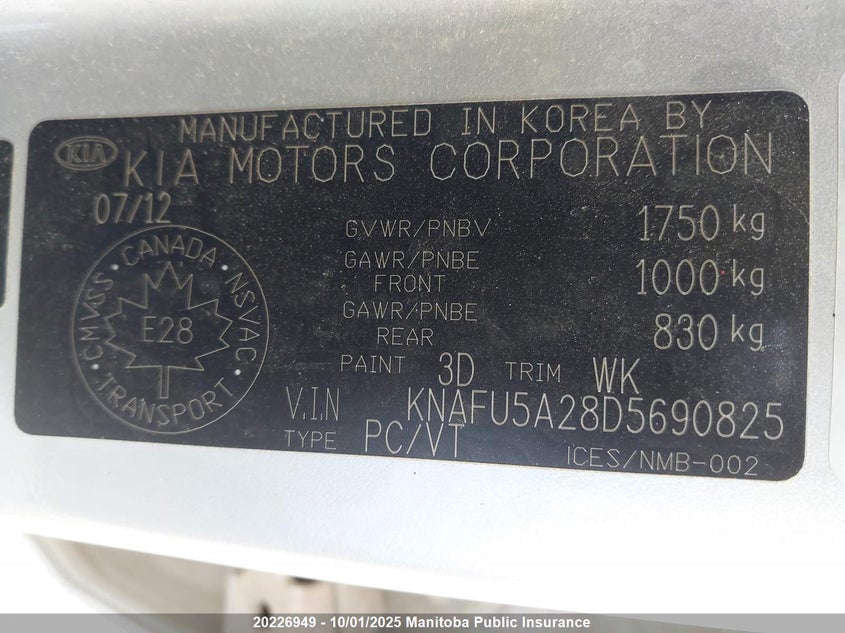 MANUFACTURED IN KOREA BY
KIA
KIA MOTORS CORPORATION
07/12
GVWR/PNBV 1750 kg
GAWR/PNBE FRONT 1000 kg
GAWR/PNBE REAR 830 kg
CANADA
CMVSS · NSVAC
E28
TRANSPORT
PAINT 3D TRIM WK
V.I.N KNAFU5A28D5690825
TYPE PC/VT
ICES/NMB-002
20226949 - 10/01/2025 Manitoba Public Insurance